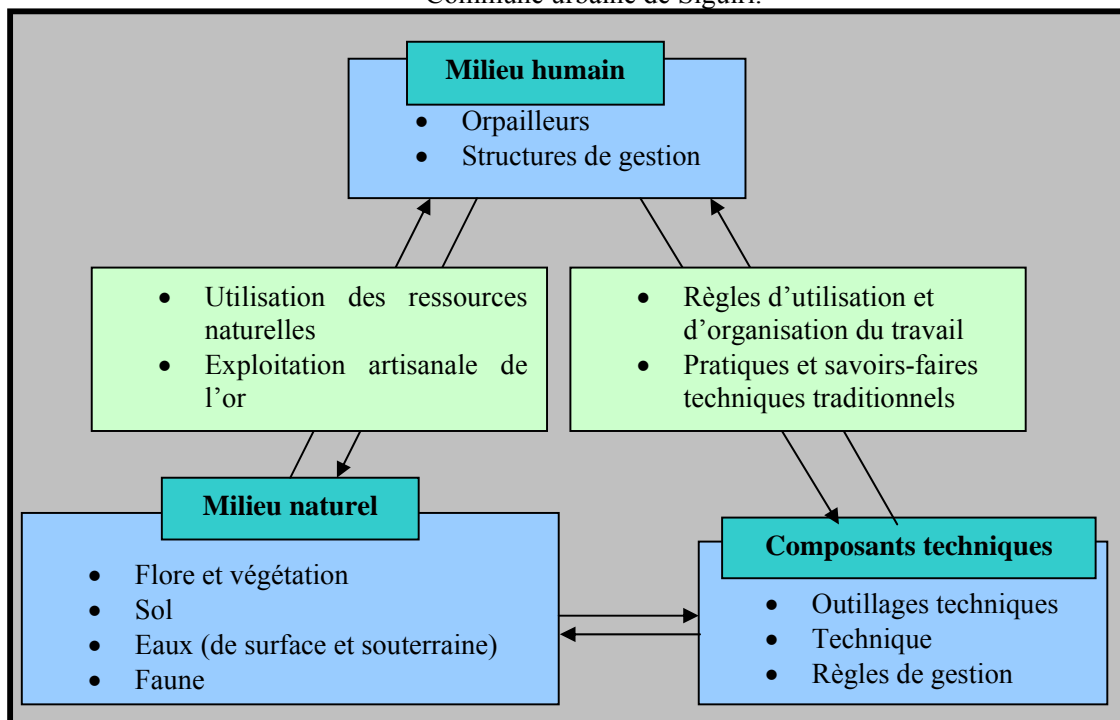 Commune urbaine de Siguiri.
Milieu humain
• Orpailleurs
• Structures de gestion
• Utilisation des ressources
naturelles
• Exploitation artisanale de
l’or
• Règles d’utilisation et
d’organisation du travail
• Pratiques et savoirs-faires
techniques traditionnels
Milieu naturel
• Flore et végétation
• Sol
• Eaux (de surface et souterraine)
• Faune
Composants techniques
• Outillages techniques
• Technique
• Règles de gestion